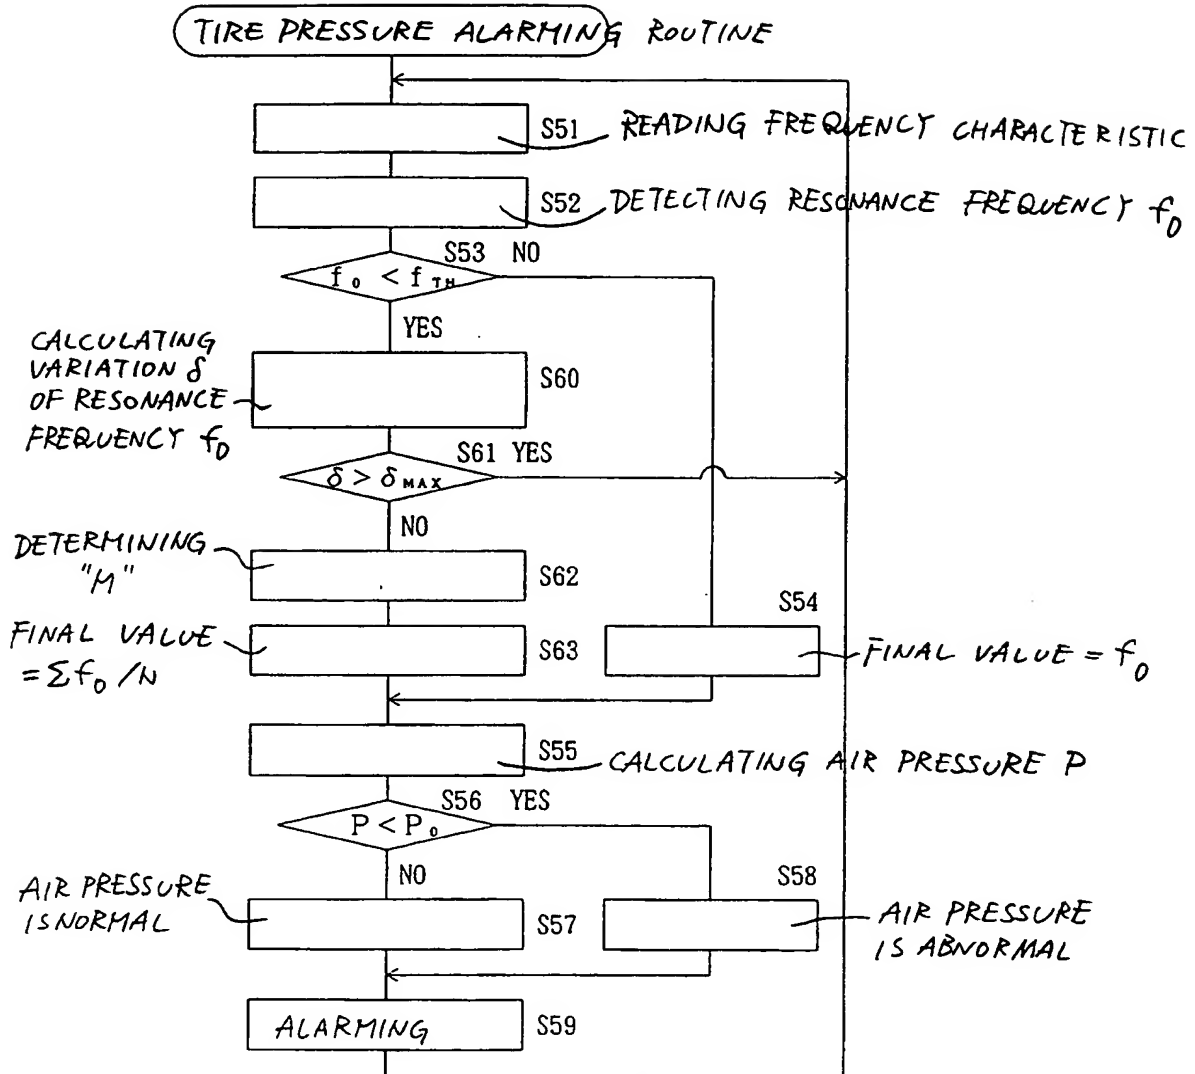 TIRE PRESSURE ALARMING ROUTINE
S51 READING FREQUENCY CHARACTERISTIC
S52 DETECTING RESONANCE FREQUENCY f₀
S53 NO
f₀ < f_TH
YES
CALCULATING
VARIATION δ
OF RESONANCE
FREQUENCY f₀
S60
S61 YES
δ > δ_MAX
NO
DETERMINING
"M"
S62
S54
FINAL VALUE
= Σf₀/N
S63
FINAL VALUE = f₀
S55 CALCULATING AIR PRESSURE P
S56 YES
P < P₀
NO
S58
AIR PRESSURE
IS NORMAL
S57
AIR PRESSURE
IS ABNORMAL
ALARMING
S59